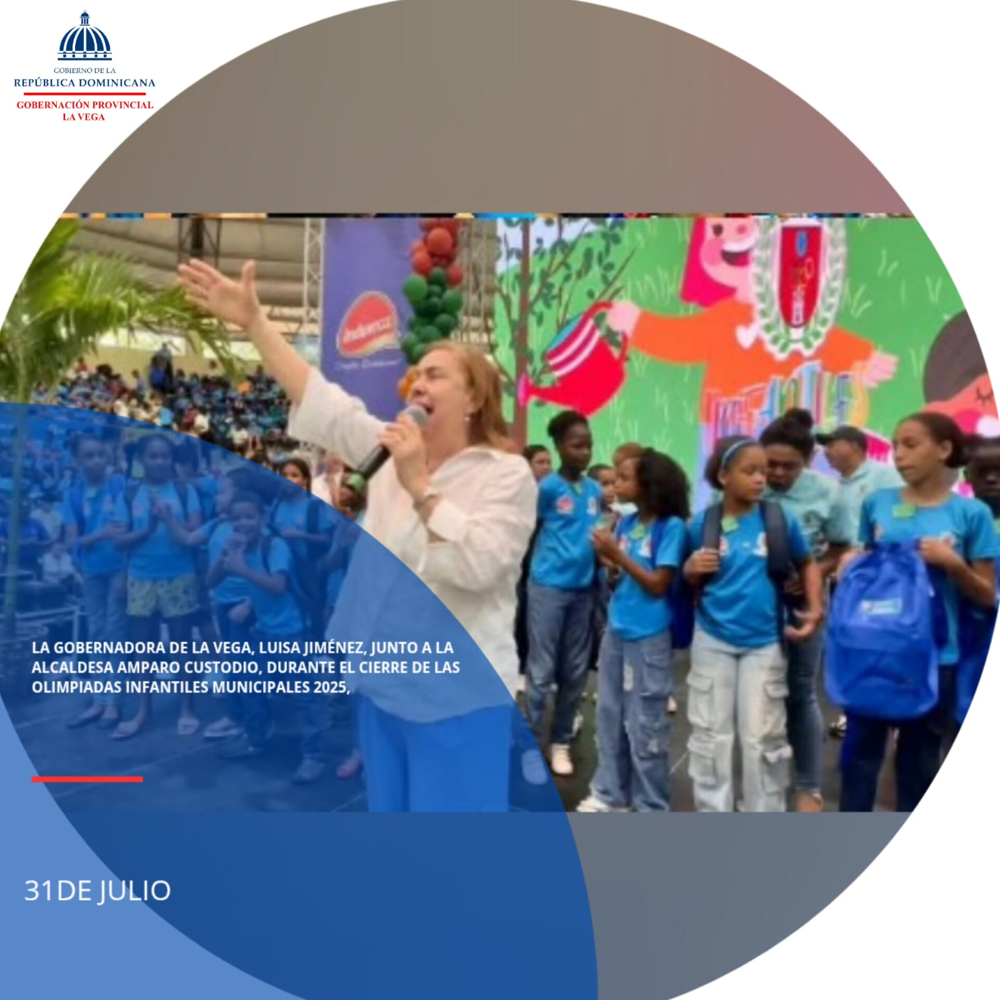 GOBIERNO DE LA
REPÚBLICA DOMINICANA
GOBERNACIÓN PROVINCIAL
LA VEGA
Induveca
LA GOBERNADORA DE LA VEGA, LUISA JIMÉNEZ, JUNTO A LA
ALCALDESA AMPARO CUSTODIO, DURANTE EL CIERRE DE LAS
OLIMPIADAS INFANTILES MUNICIPALES 2025,
31DE JULIO